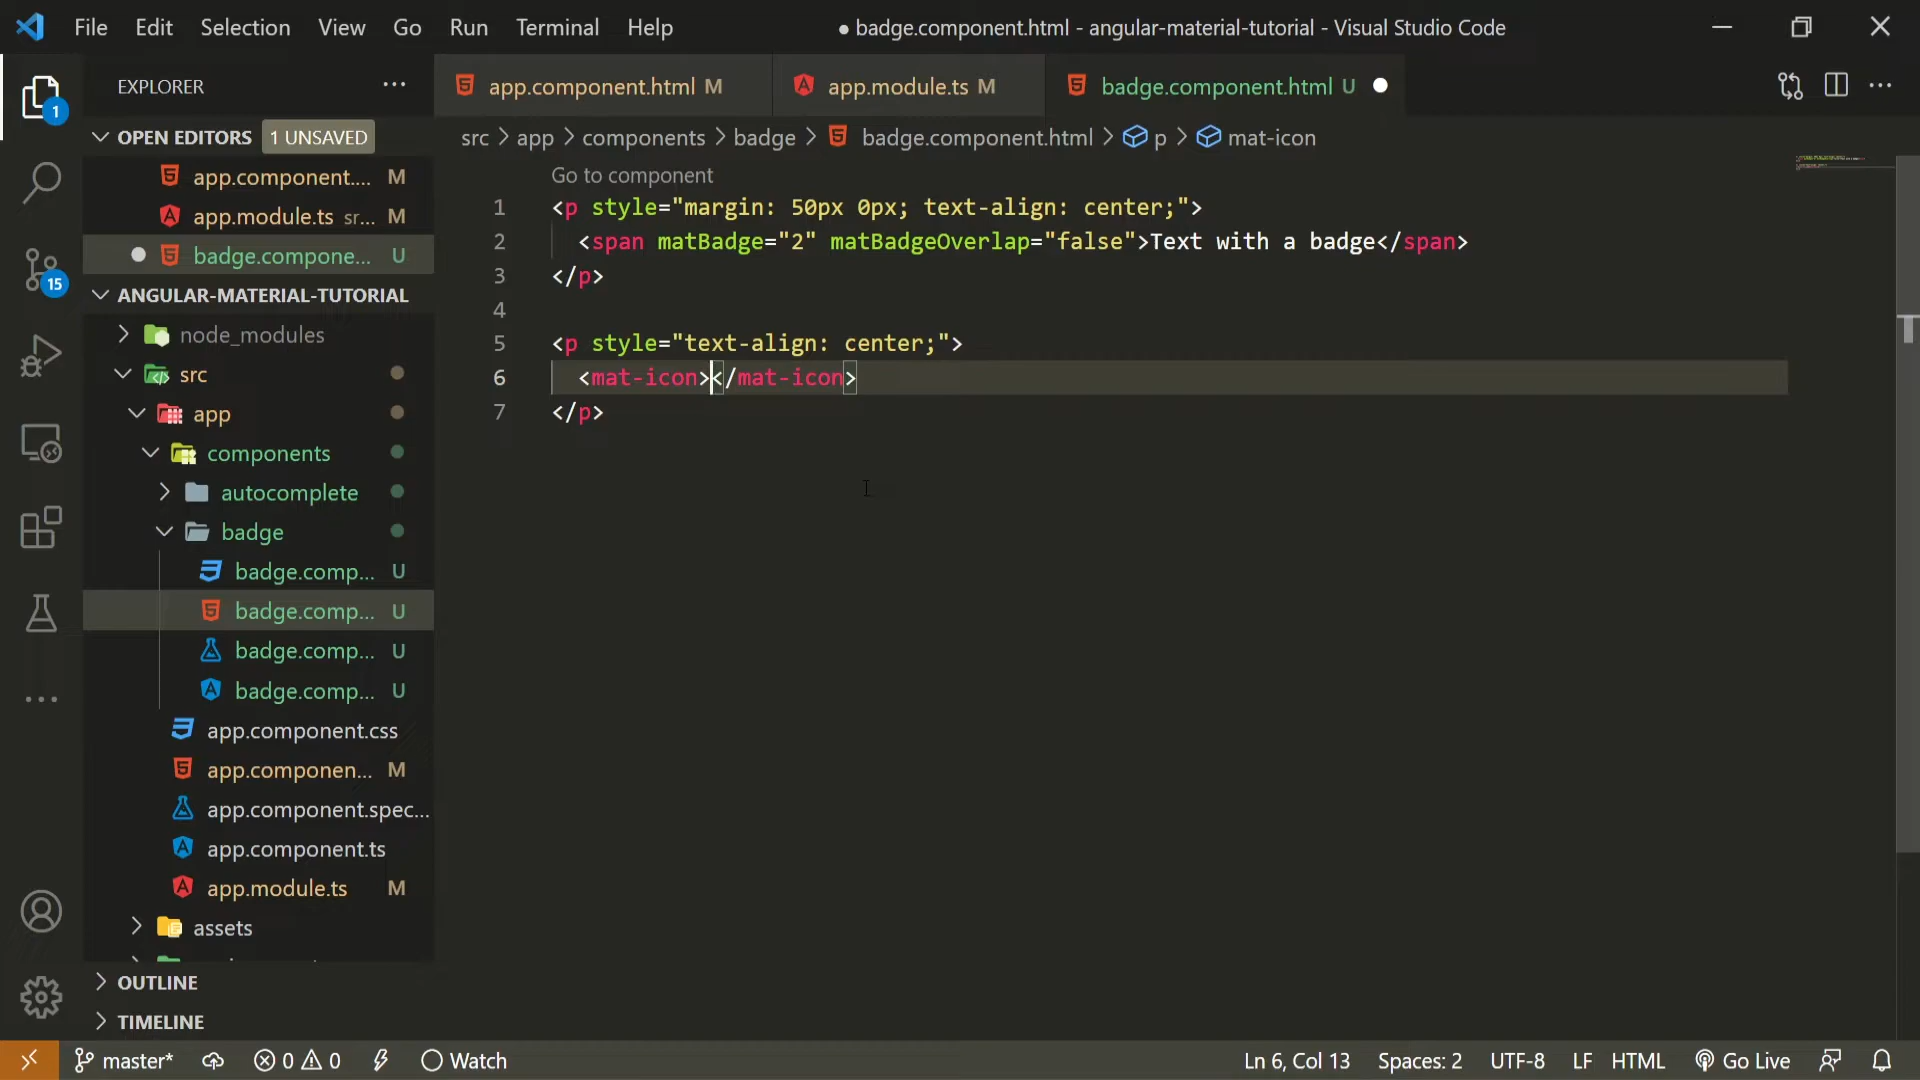 File Edit Selection View Go Run Terminal Help
● badge.component.html - angular-material-tutorial - Visual Studio Code
EXPLORER
1
OPEN EDITORS 1 UNSAVED
app.component.... M
app.module.ts sr... M
badge.compone... U
15
ANGULAR-MATERIAL-TUTORIAL
node_modules
src
app
components
autocomplete
badge
badge.comp... U
badge.comp... U
badge.comp... U
badge.comp... U
app.component.css
app.componen... M
app.component.spec...
app.component.ts
app.module.ts M
assets
OUTLINE
TIMELINE
app.component.html M
app.module.ts M
badge.component.html U
src > app > components > badge > badge.component.html > p > mat-icon
Go to component
1 <p style="margin: 50px 0px; text-align: center;">
2 <span matBadge="2" matBadgeOverlap="false">Text with a badge</span>
3 </p>
4
5 <p style="text-align: center;">
6 <mat-icon></mat-icon>
7 </p>
master* 0 0 Watch
Ln 6, Col 13 Spaces: 2 UTF-8 LF HTML Go Live